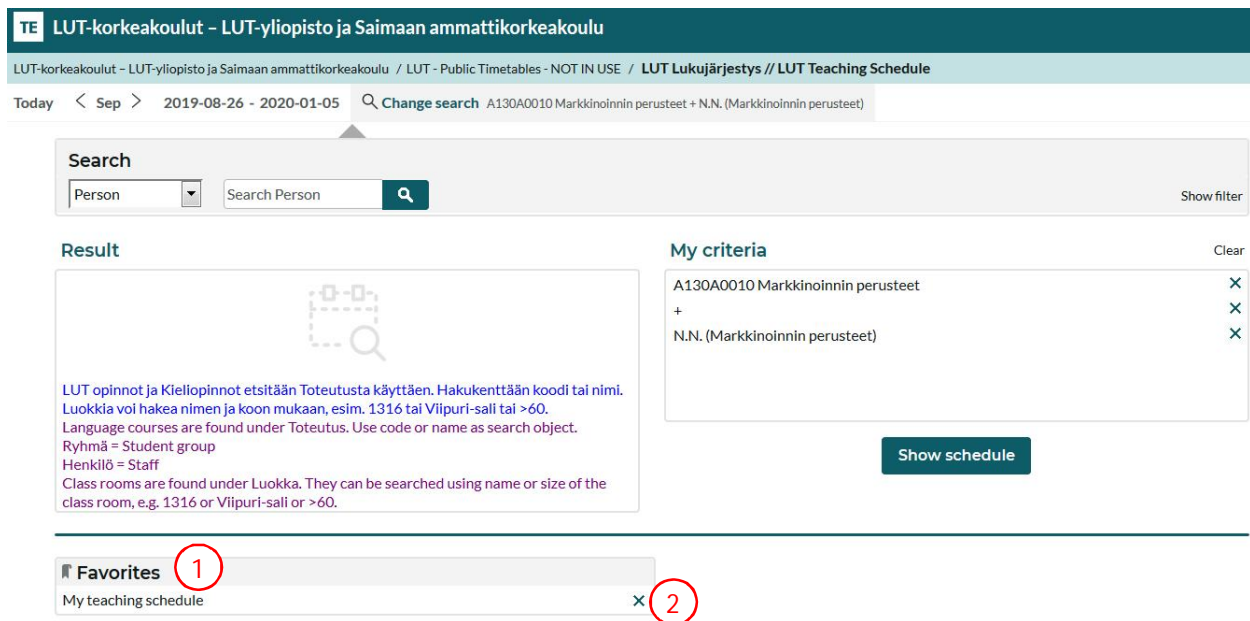 TE LUT-korkeakoulut – LUT-yliopisto ja Saimaan ammattikorkeakoulu
LUT-korkeakoulut – LUT-yliopisto ja Saimaan ammattikorkeakoulu / LUT - Public Timetables - NOT IN USE / LUT Lukujärjestys // LUT Teaching Schedule
Today < Sep > 2019-08-26 - 2020-01-05 Change search A130A0010 Markkinoinnin perusteet + N.N. (Markkinoinnin perusteet)
Search
Person Search Person Show filter
Result
LUT opinnot ja Kieliopinnot etsitään Toteutusta käyttäen. Hakukenttään koodi tai nimi.
Luokkia voi hakea nimen ja koon mukaan, esim. 1316 tai Viipuri-sali tai >60.
Language courses are found under Toteutus. Use code or name as search object.
Ryhmä = Student group
Henkilö = Staff
Class rooms are found under Luokka. They can be searched using name or size of the
class room, e.g. 1316 or Viipuri-sali or >60.
My criteria Clear
A130A0010 Markkinoinnin perusteet ×
+ ×
N.N. (Markkinoinnin perusteet) ×
Show schedule
Favorites 1
My teaching schedule × 2